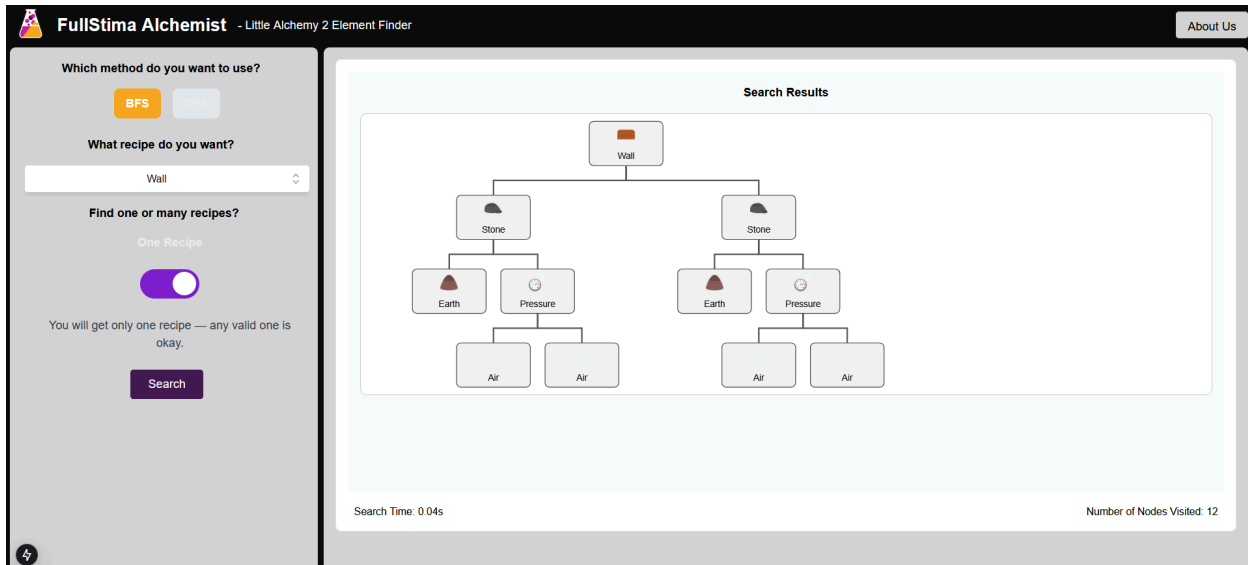 FullStima Alchemist - Little Alchemy 2 Element Finder
About Us
Which method do you want to use?
BFS
DFS
What recipe do you want?
Wall
Find one or many recipes?
One Recipe
You will get only one recipe — any valid one is
okay.
Search
Search Results
Wall
Stone
Stone
Earth
Pressure
Earth
Pressure
Air
Air
Air
Air
Search Time: 0.04s
Number of Nodes Visited: 12